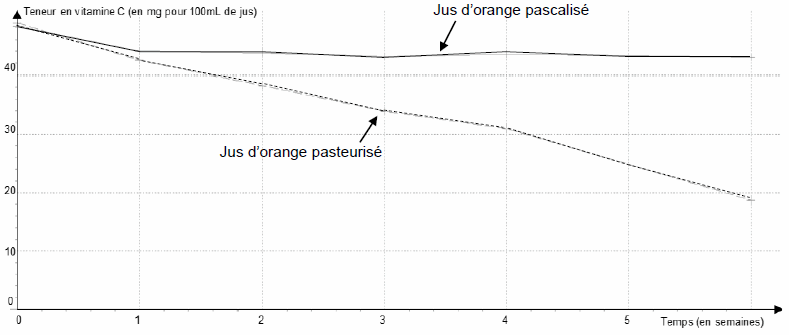 Teneur en vitamine C (en mg pour 100mL de jus)
Jus d'orange pascalisé
40
30
Jus d'orange pasteurisé
20
10
0
0 1 2 3 4 5 Temps (en semaines)